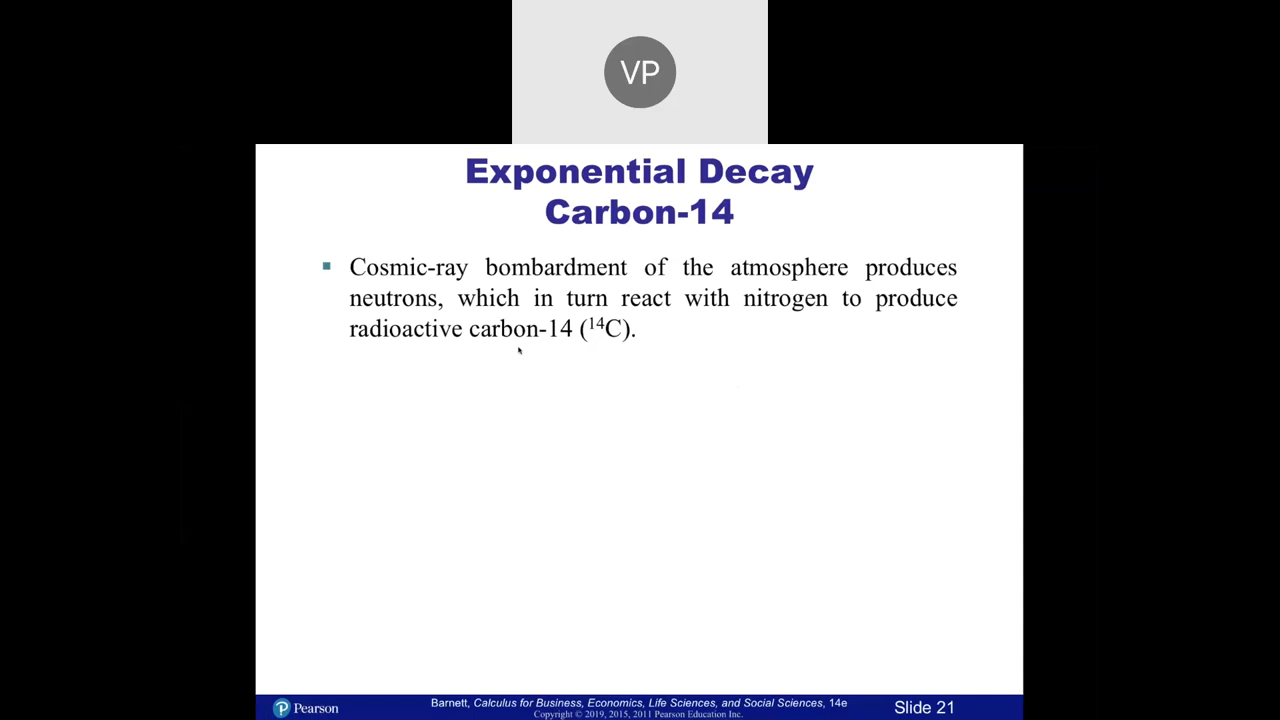 VP
Exponential Decay
Carbon-14
Cosmic-ray bombardment of the atmosphere produces
neutrons, which in turn react with nitrogen to produce
radioactive carbon-14 (¹⁴C).
Pearson
Barnett, Calculus for Business, Economics, Life Sciences, and Social Sciences, 14e
Copyright © 2019, 2015, 2011 Pearson Education Inc.
Slide 21